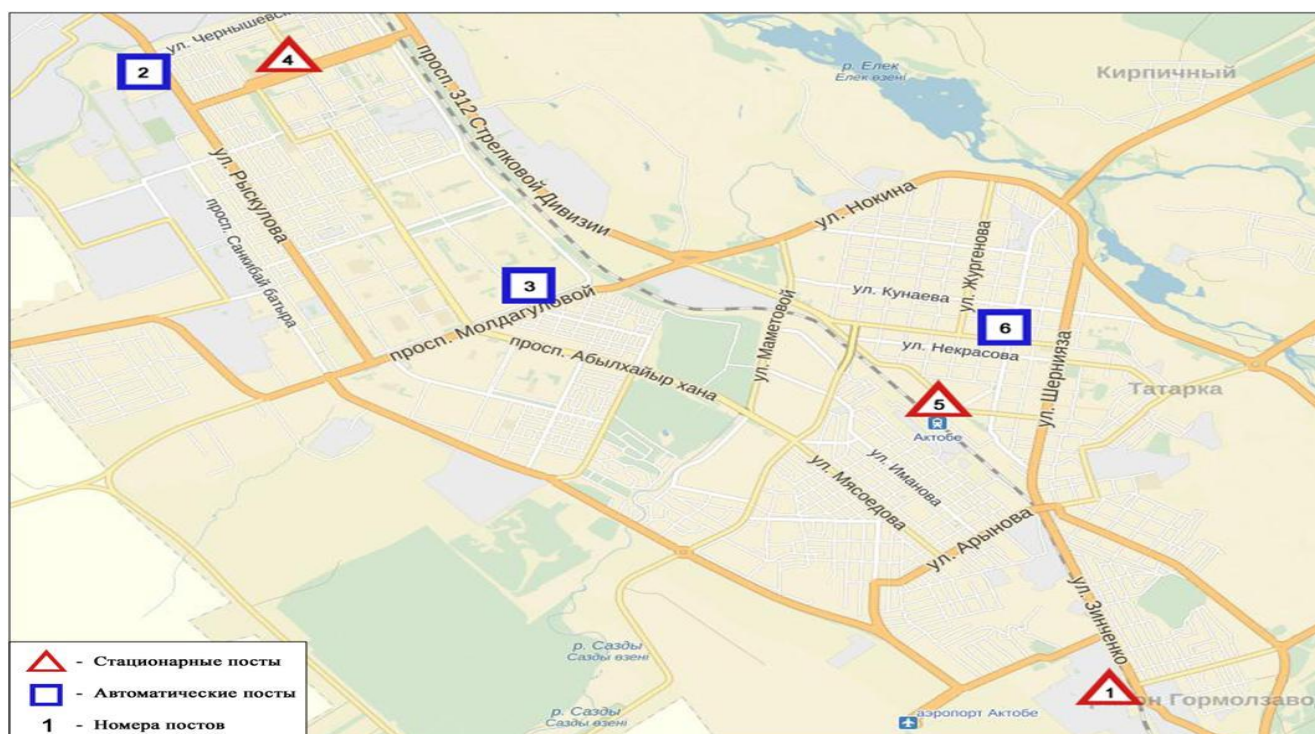 ул. Чернышевс
4
2
просп. 312 Стрелковой Дивизии
р. Елек
Елек өзені
Кирпичный
ул. Рыскулова
просп. Санкибай батыра
ул. Нокина
ул. Жургенова
3
ул. Кунаева
просп. Молдагуловой
ул. Маметовой
6
ул. Некрасова
просп. Абылхайыр хана
ул. Шернияза
Татарка
5
Актобе
ул. Иманова
ул. Мясоедова
ул. Арынова
ул. Зинченко
р. Сазды
Сазды өзені
1
он Гормолзаво
р. Сазды
Сазды өзені
аэропорт Актобе
- Стационарные посты
- Автоматические посты
1 - Номера постов